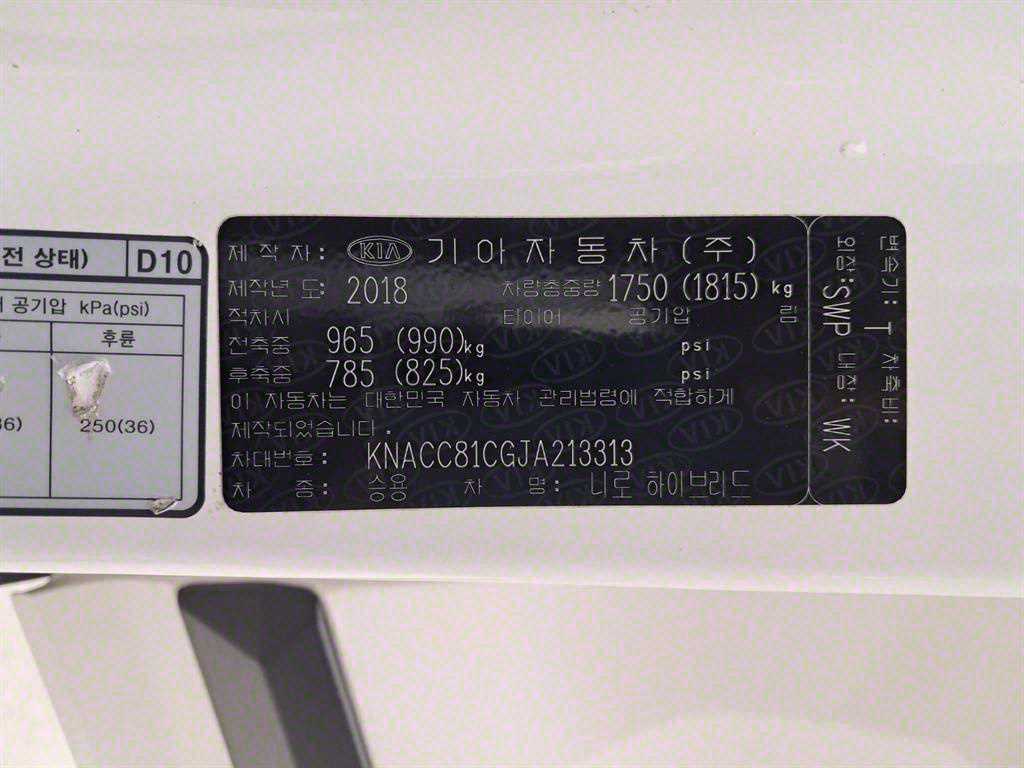 전 상태) D10
공기압 kPa(psi)
후륜
36) 250(36)
제 작 자: KIA 기아자동차(주)
제작년 도: 2018 차량총중량 1750 (1815) kg
적차시 타이어 공기압 림
전축중 965 (990)kg psi
후축중 785 (825)kg psi
이 자동차는 대한민국 자동차 관리법령에 적합하게
제작되었습니다.
차대번호: KNACC81CGJA213313
차 종: 승용 차 명: 니로 하이브리드
변속기: T 차축비:
외장:SWP 내장: WK